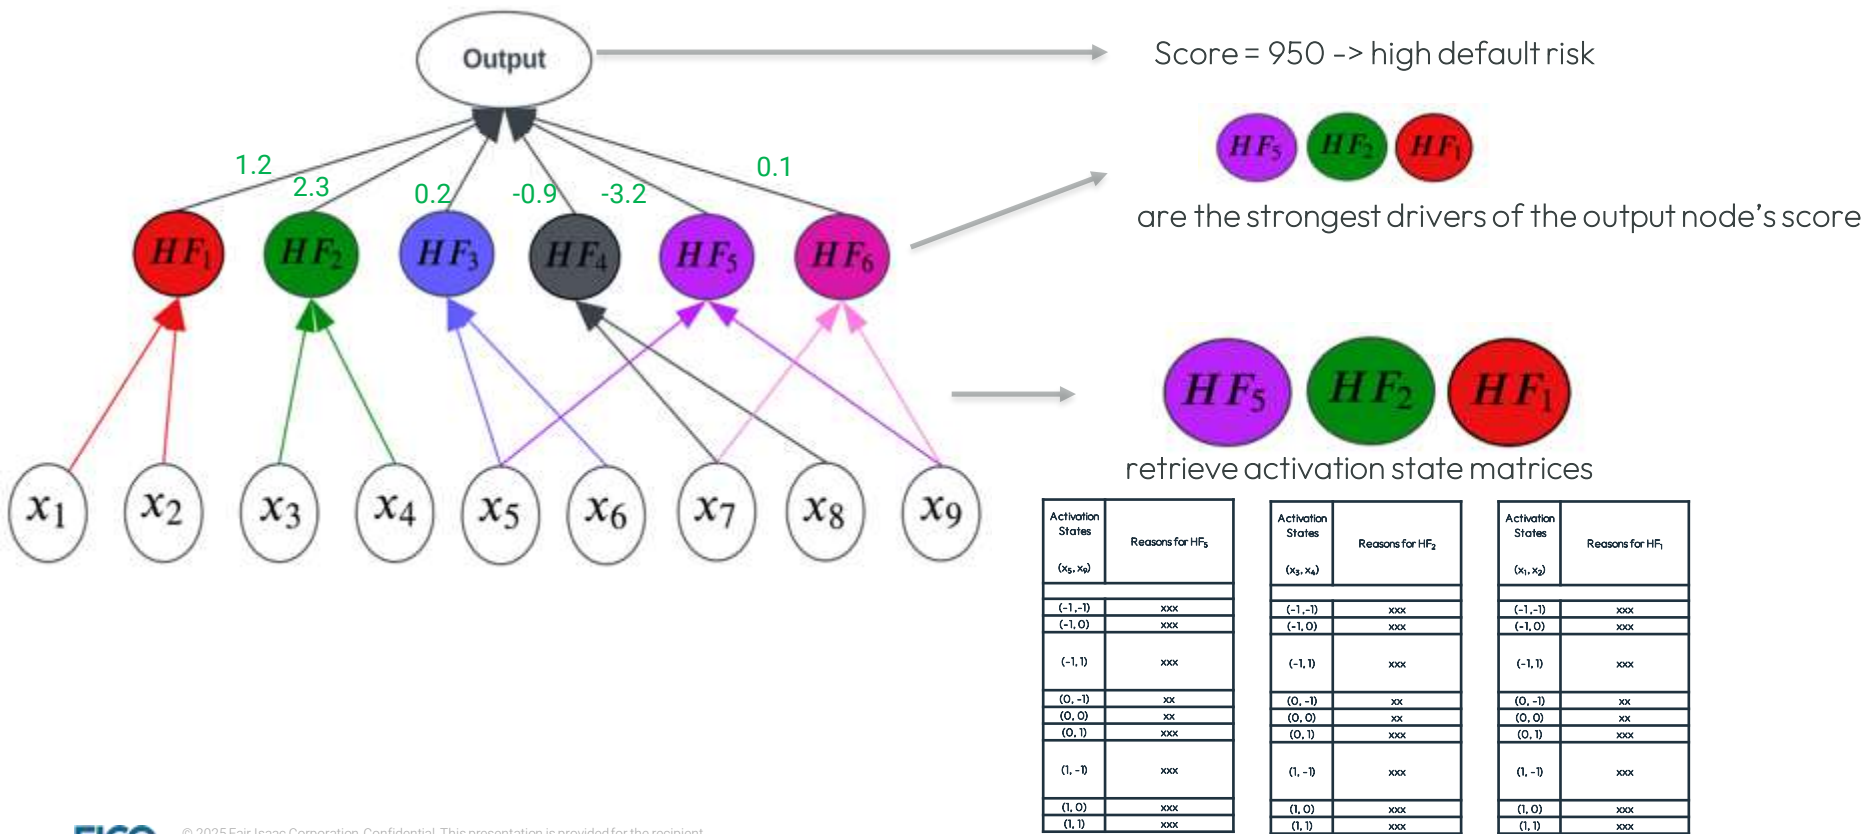 Output
Score = 950 -> high default risk
HF5 HF2 HF1
are the strongest drivers of the output node's score
1.2 2.3 0.2 -0.9 -3.2 0.1
HF1 HF2 HF3 HF4 HF5 HF6
HF5 HF2 HF1
retrieve activation state matrices
x1 x2 x3 x4 x5 x6 x7 x8 x9
Activation States (x5, x9) Reasons for HF5
(-1,-1) xxx
(-1, 0) xxx
(-1, 1) xxx
(0, -1) xx
(0, 0) xx
(0, 1) xxx
(1, -1) xxx
(1, 0) xxx
(1, 1) xxx
Activation States (x3, x4) Reasons for HF2
(-1,-1) xxx
(-1, 0) xxx
(-1, 1) xxx
(0, -1) xx
(0, 0) xx
(0, 1) xxx
(1, -1) xxx
(1, 0) xxx
(1, 1) xxx
Activation States (x1, x2) Reasons for HF1
(-1,-1) xxx
(-1, 0) xxx
(-1, 1) xxx
(0, -1) xx
(0, 0) xx
(0, 1) xxx
(1, -1) xxx
(1, 0) xxx
(1, 1) xxx
FICO © 2025 Fair Isaac Corporation. Confidential. This presentation is provided for the recipient